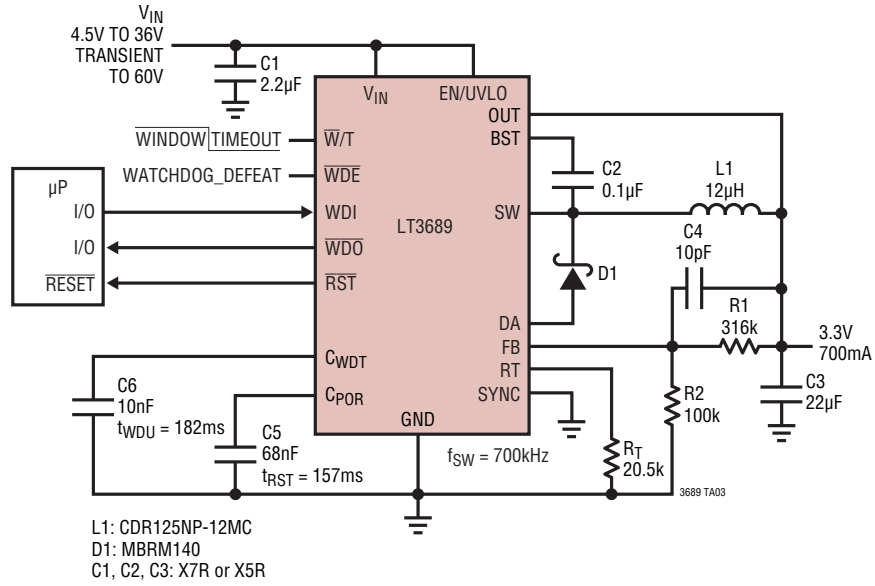 VIN
4.5V TO 36V
TRANSIENT
TO 60V
C1
2.2µF
VIN
EN/UVLO
OUT
BST
WINDOW TIMEOUT
W/T
WATCHDOG_DEFEAT
WDE
µP
I/O
WDI
LT3689
SW
C2
0.1µF
L1
12µH
I/O
WDO
C4
10pF
RESET
RST
D1
DA
R1
316k
FB
3.3V
700mA
CWDT
RT
C6
10nF
tWDU = 182ms
CPOR
SYNC
R2
100k
C3
22µF
GND
C5
68nF
tRST = 157ms
fSW = 700kHz
RT
20.5k
3689 TA03
L1: CDR125NP-12MC
D1: MBRM140
C1, C2, C3: X7R or X5R